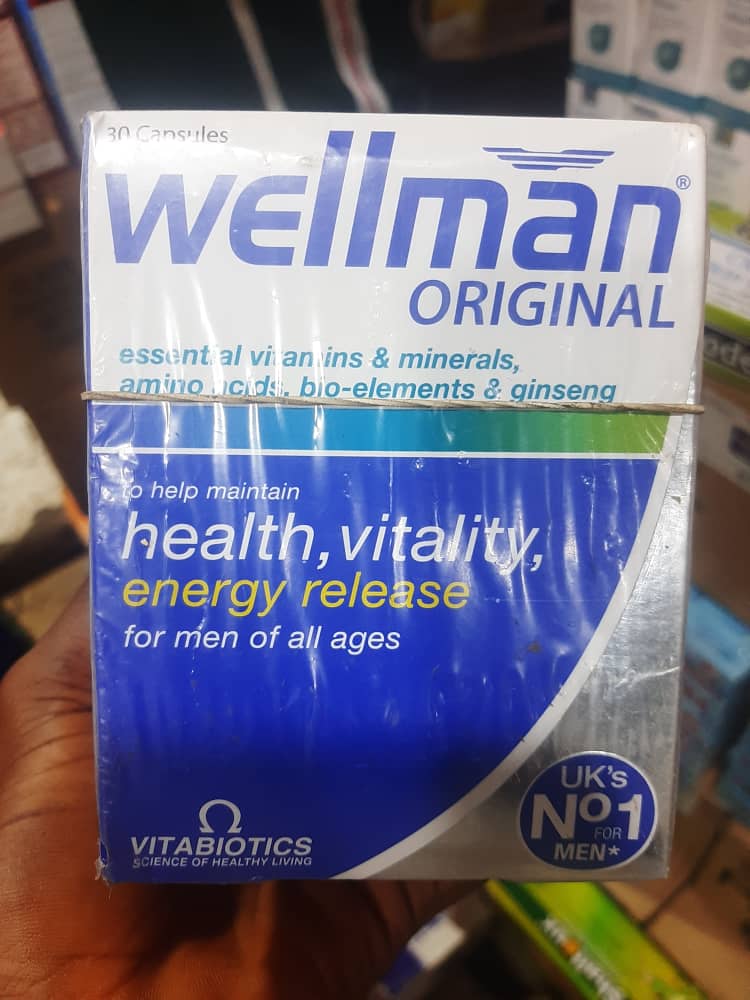 30 Capsules
wellman®
ORIGINAL
essential vitamins & minerals,
amino acids, bio-elements & ginseng
to help maintain
health, vitality,
energy release
for men of all ages
UK's
No1
FOR
MEN*
VITABIOTICS
SCIENCE OF HEALTHY LIVING